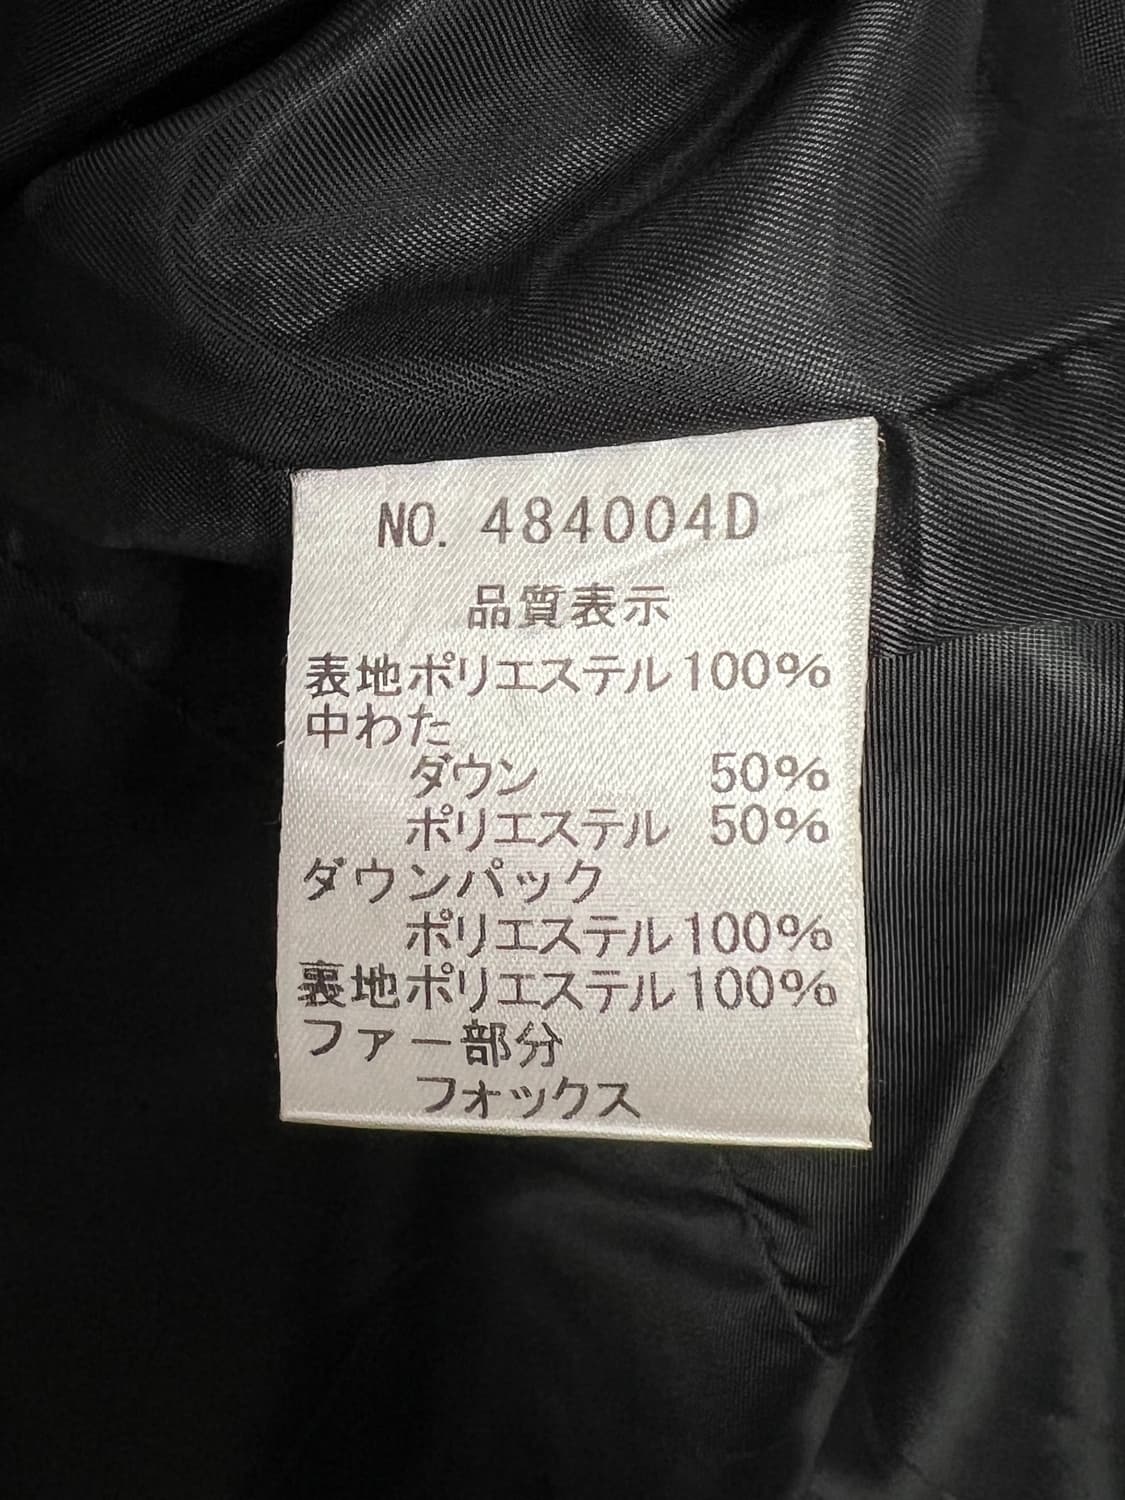 NO. 484004D
品質表示
表地ポリエステル100%
中わた
ダウン 50%
ポリエステル 50%
ダウンパック
ポリエステル100%
裏地ポリエステル100%
ファー部分
フォックス